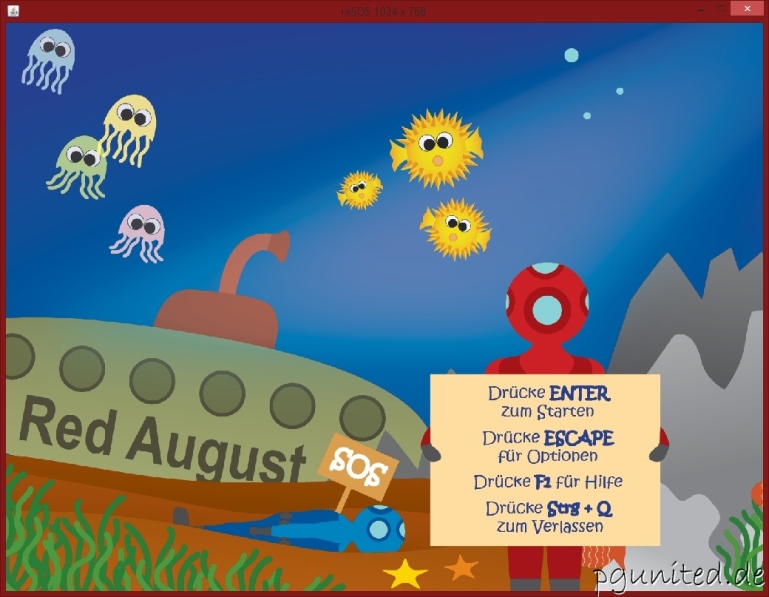 raSOS 1024 x 768
Red August
SOS
Drücke ENTER
zum Starten
Drücke ESCAPE
für Optionen
Drücke F1 für Hilfe
Drücke Strg + Q
zum Verlassen
pgunited.de